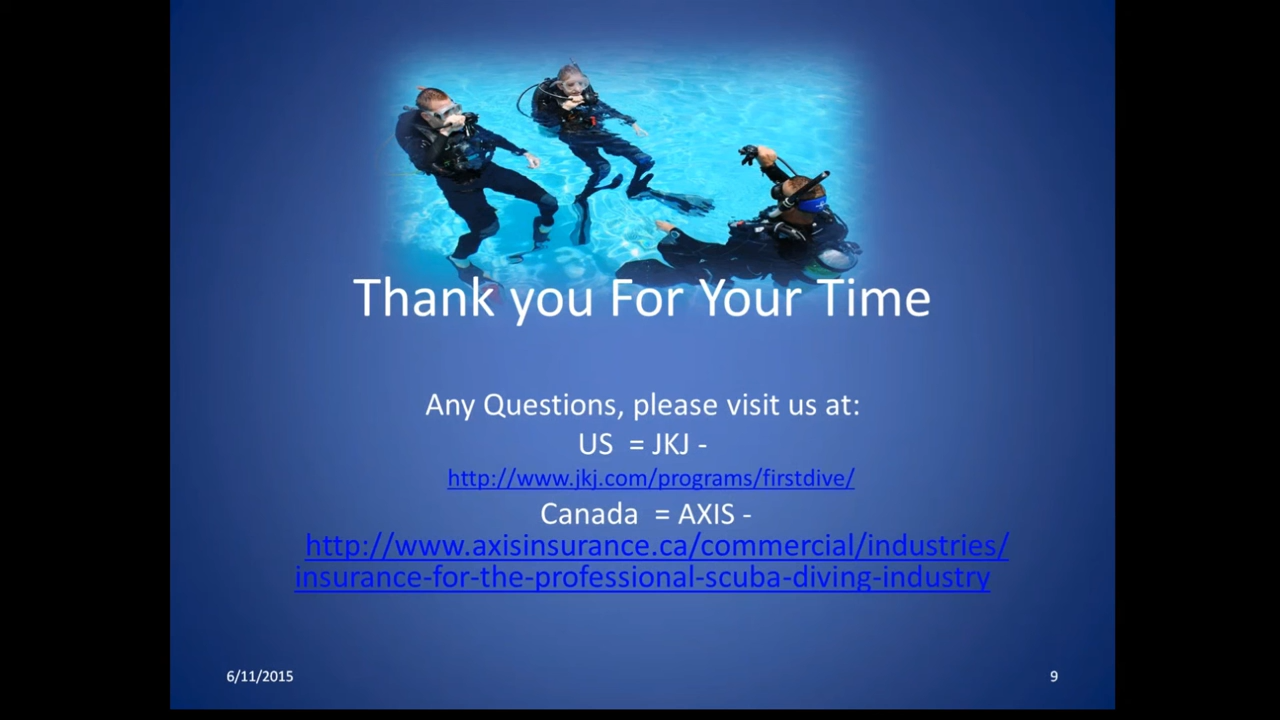 Thank you For Your Time
Any Questions, please visit us at:
US = JKJ -
http://www.jkj.com/programs/firstdive/
Canada = AXIS -
http://www.axisinsurance.ca/commercial/industries/
insurance-for-the-professional-scuba-diving-industry
6/11/2015
9